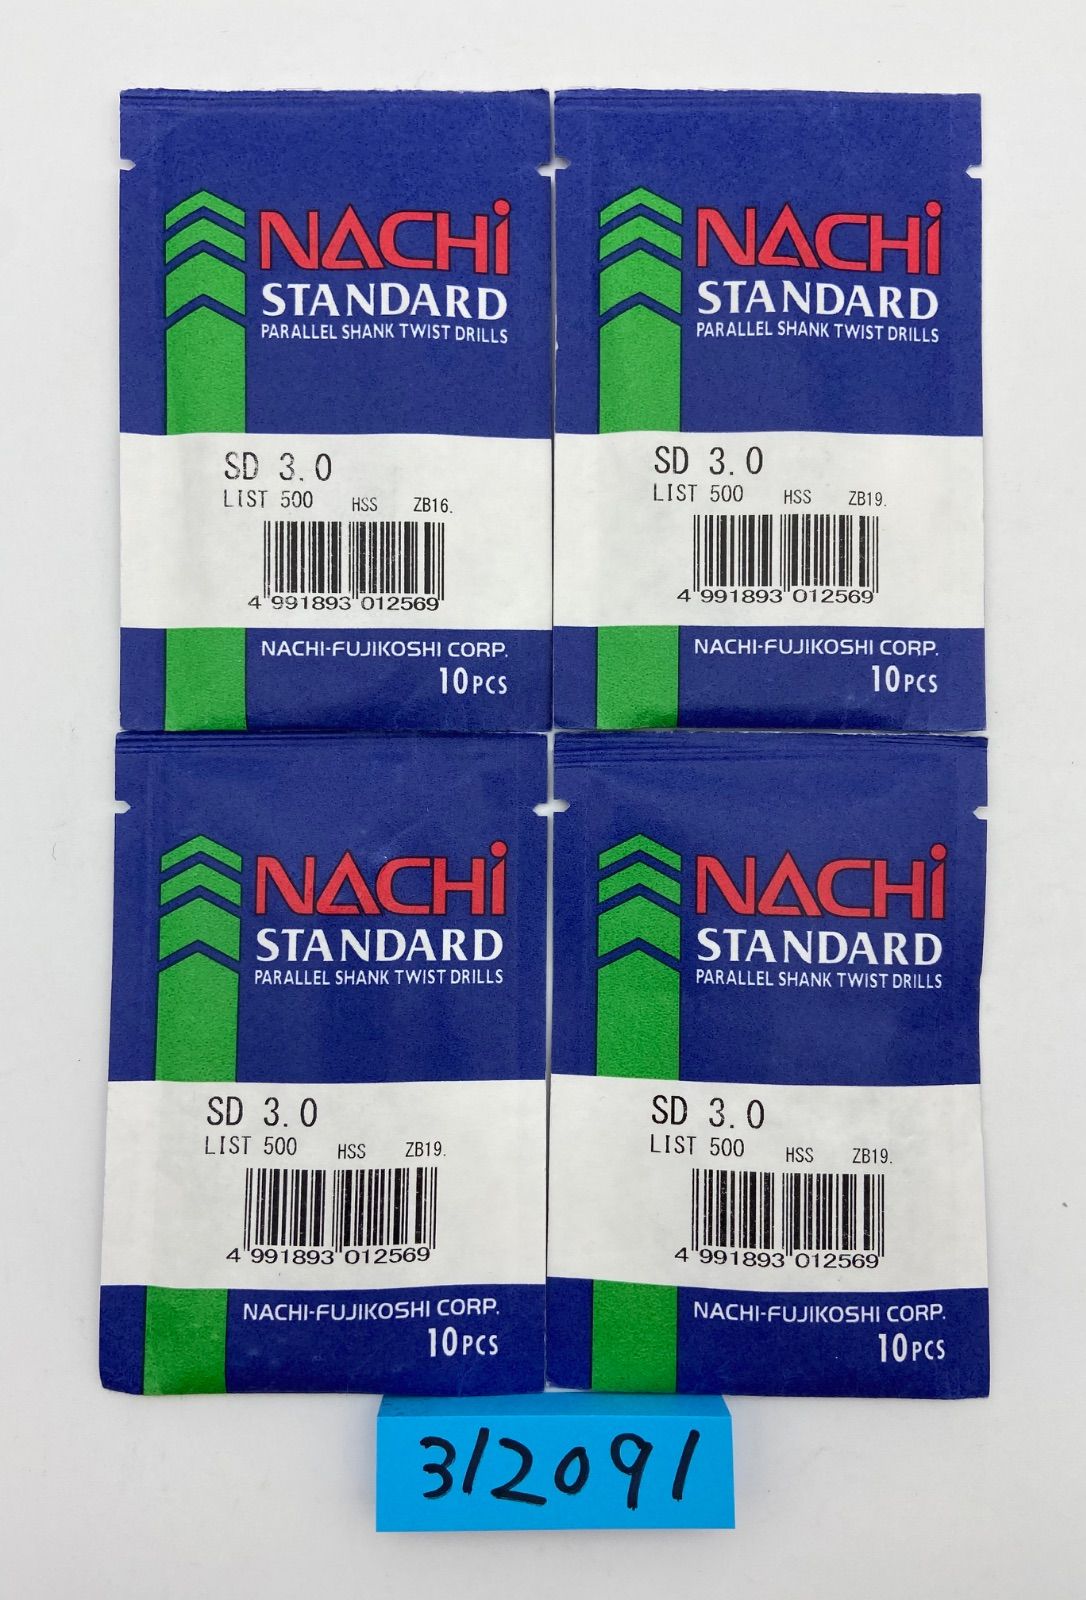 NACHi
STANDARD
PARALLEL SHANK TWIST DRILLS
SD 3.0
LIST 500 HSS ZB16.
4 991893 012569
NACHI-FUJIKOSHI CORP.
10PCS
NACHi
STANDARD
PARALLEL SHANK TWIST DRILLS
SD 3.0
LIST 500 HSS ZB19.
4 991893 012569
NACHI-FUJIKOSHI CORP.
10PCS
NACHi
STANDARD
PARALLEL SHANK TWIST DRILLS
SD 3.0
LIST 500 HSS ZB19.
4 991893 012569
NACHI-FUJIKOSHI CORP.
10PCS
NACHi
STANDARD
PARALLEL SHANK TWIST DRILLS
SD 3.0
LIST 500 HSS ZB19.
4 991893 012569
NACHI-FUJIKOSHI CORP.
10PCS
312091